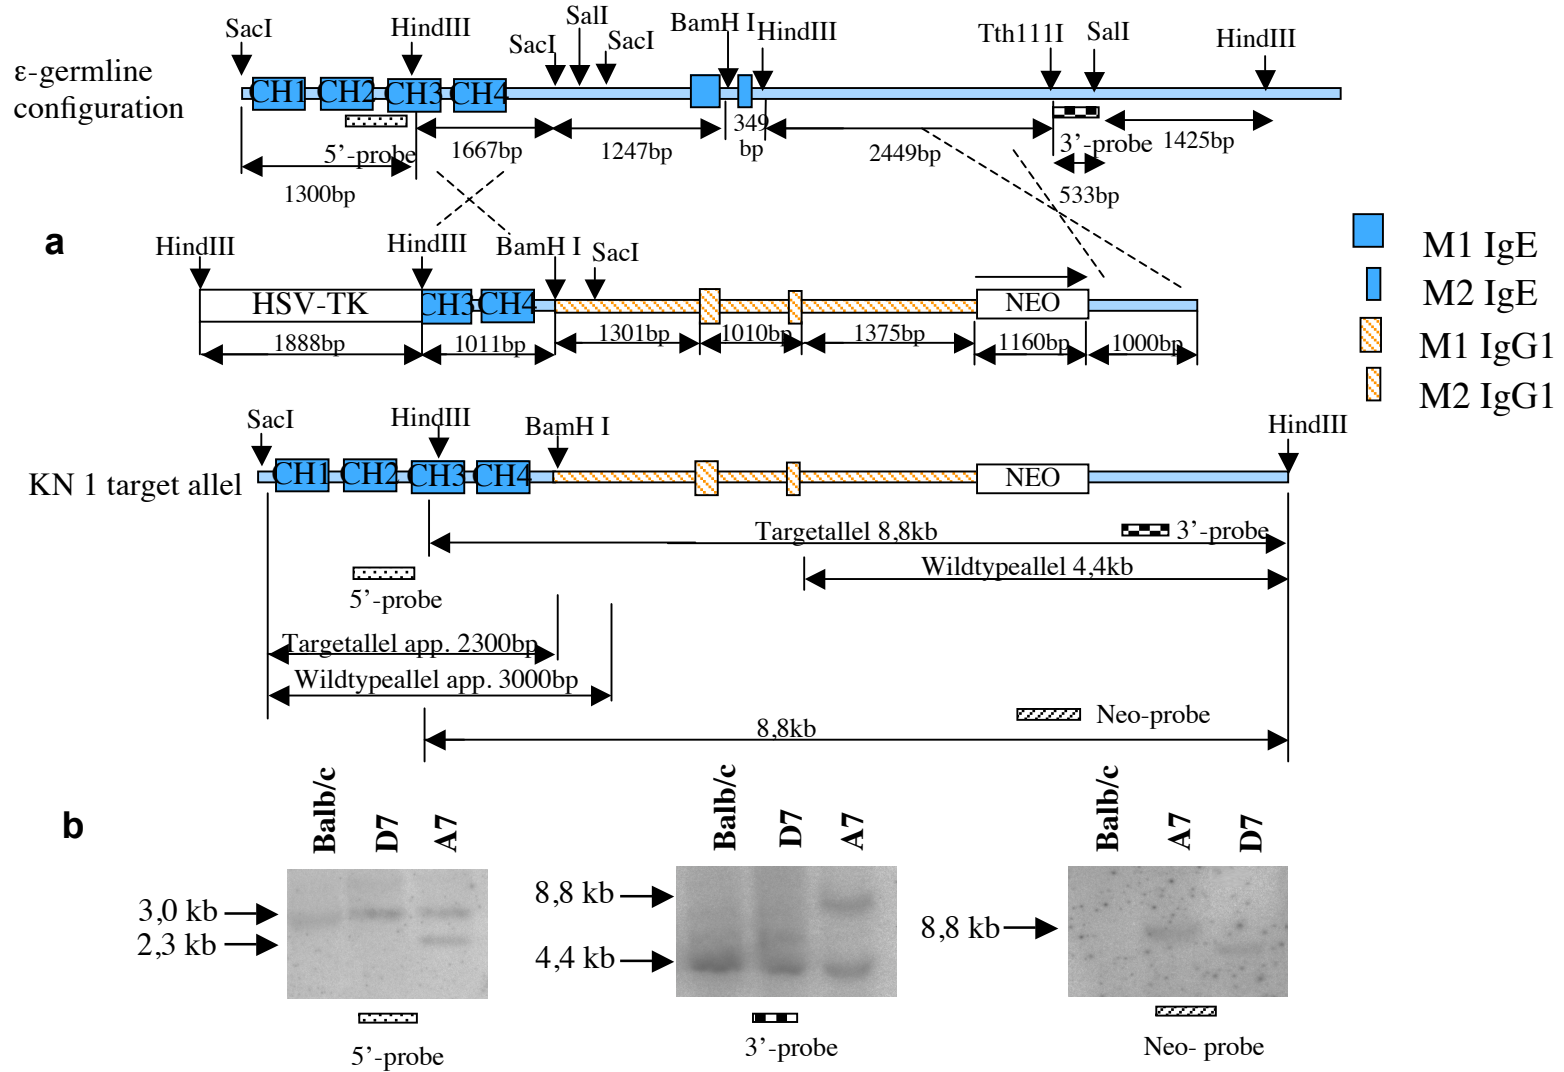 SacI
HindIII
SalI
SacI
SacI
BamH I
HindIII
Tth111I
SalI
HindIII
ε-germline
configuration
CH1
CH2
CH3
CH4
5’-probe
1300bp
1667bp
1247bp
349
bp
2449bp
3’-probe
533bp
1425bp
a
HindIII
HindIII
BamH I
SacI
HSV-TK
CH3
CH4
NEO
1888bp
1011bp
1301bp
1010bp
1375bp
1160bp
1000bp
M1 IgE
M2 IgE
M1 IgG1
M2 IgG1
SacI
HindIII
BamH I
HindIII
KN 1 target allel
CH1
CH2
CH3
CH4
NEO
Targetallel 8,8kb
3’-probe
Wildtypeallel 4,4kb
5’-probe
Targetallel app. 2300bp
Wildtypeallel app. 3000bp
Neo-probe
8,8kb
b
Balb/c
D7
A7
3,0 kb
2,3 kb
5’-probe
Balb/c
D7
A7
8,8 kb
4,4 kb
3’-probe
Balb/c
A7
D7
8,8 kb
Neo- probe